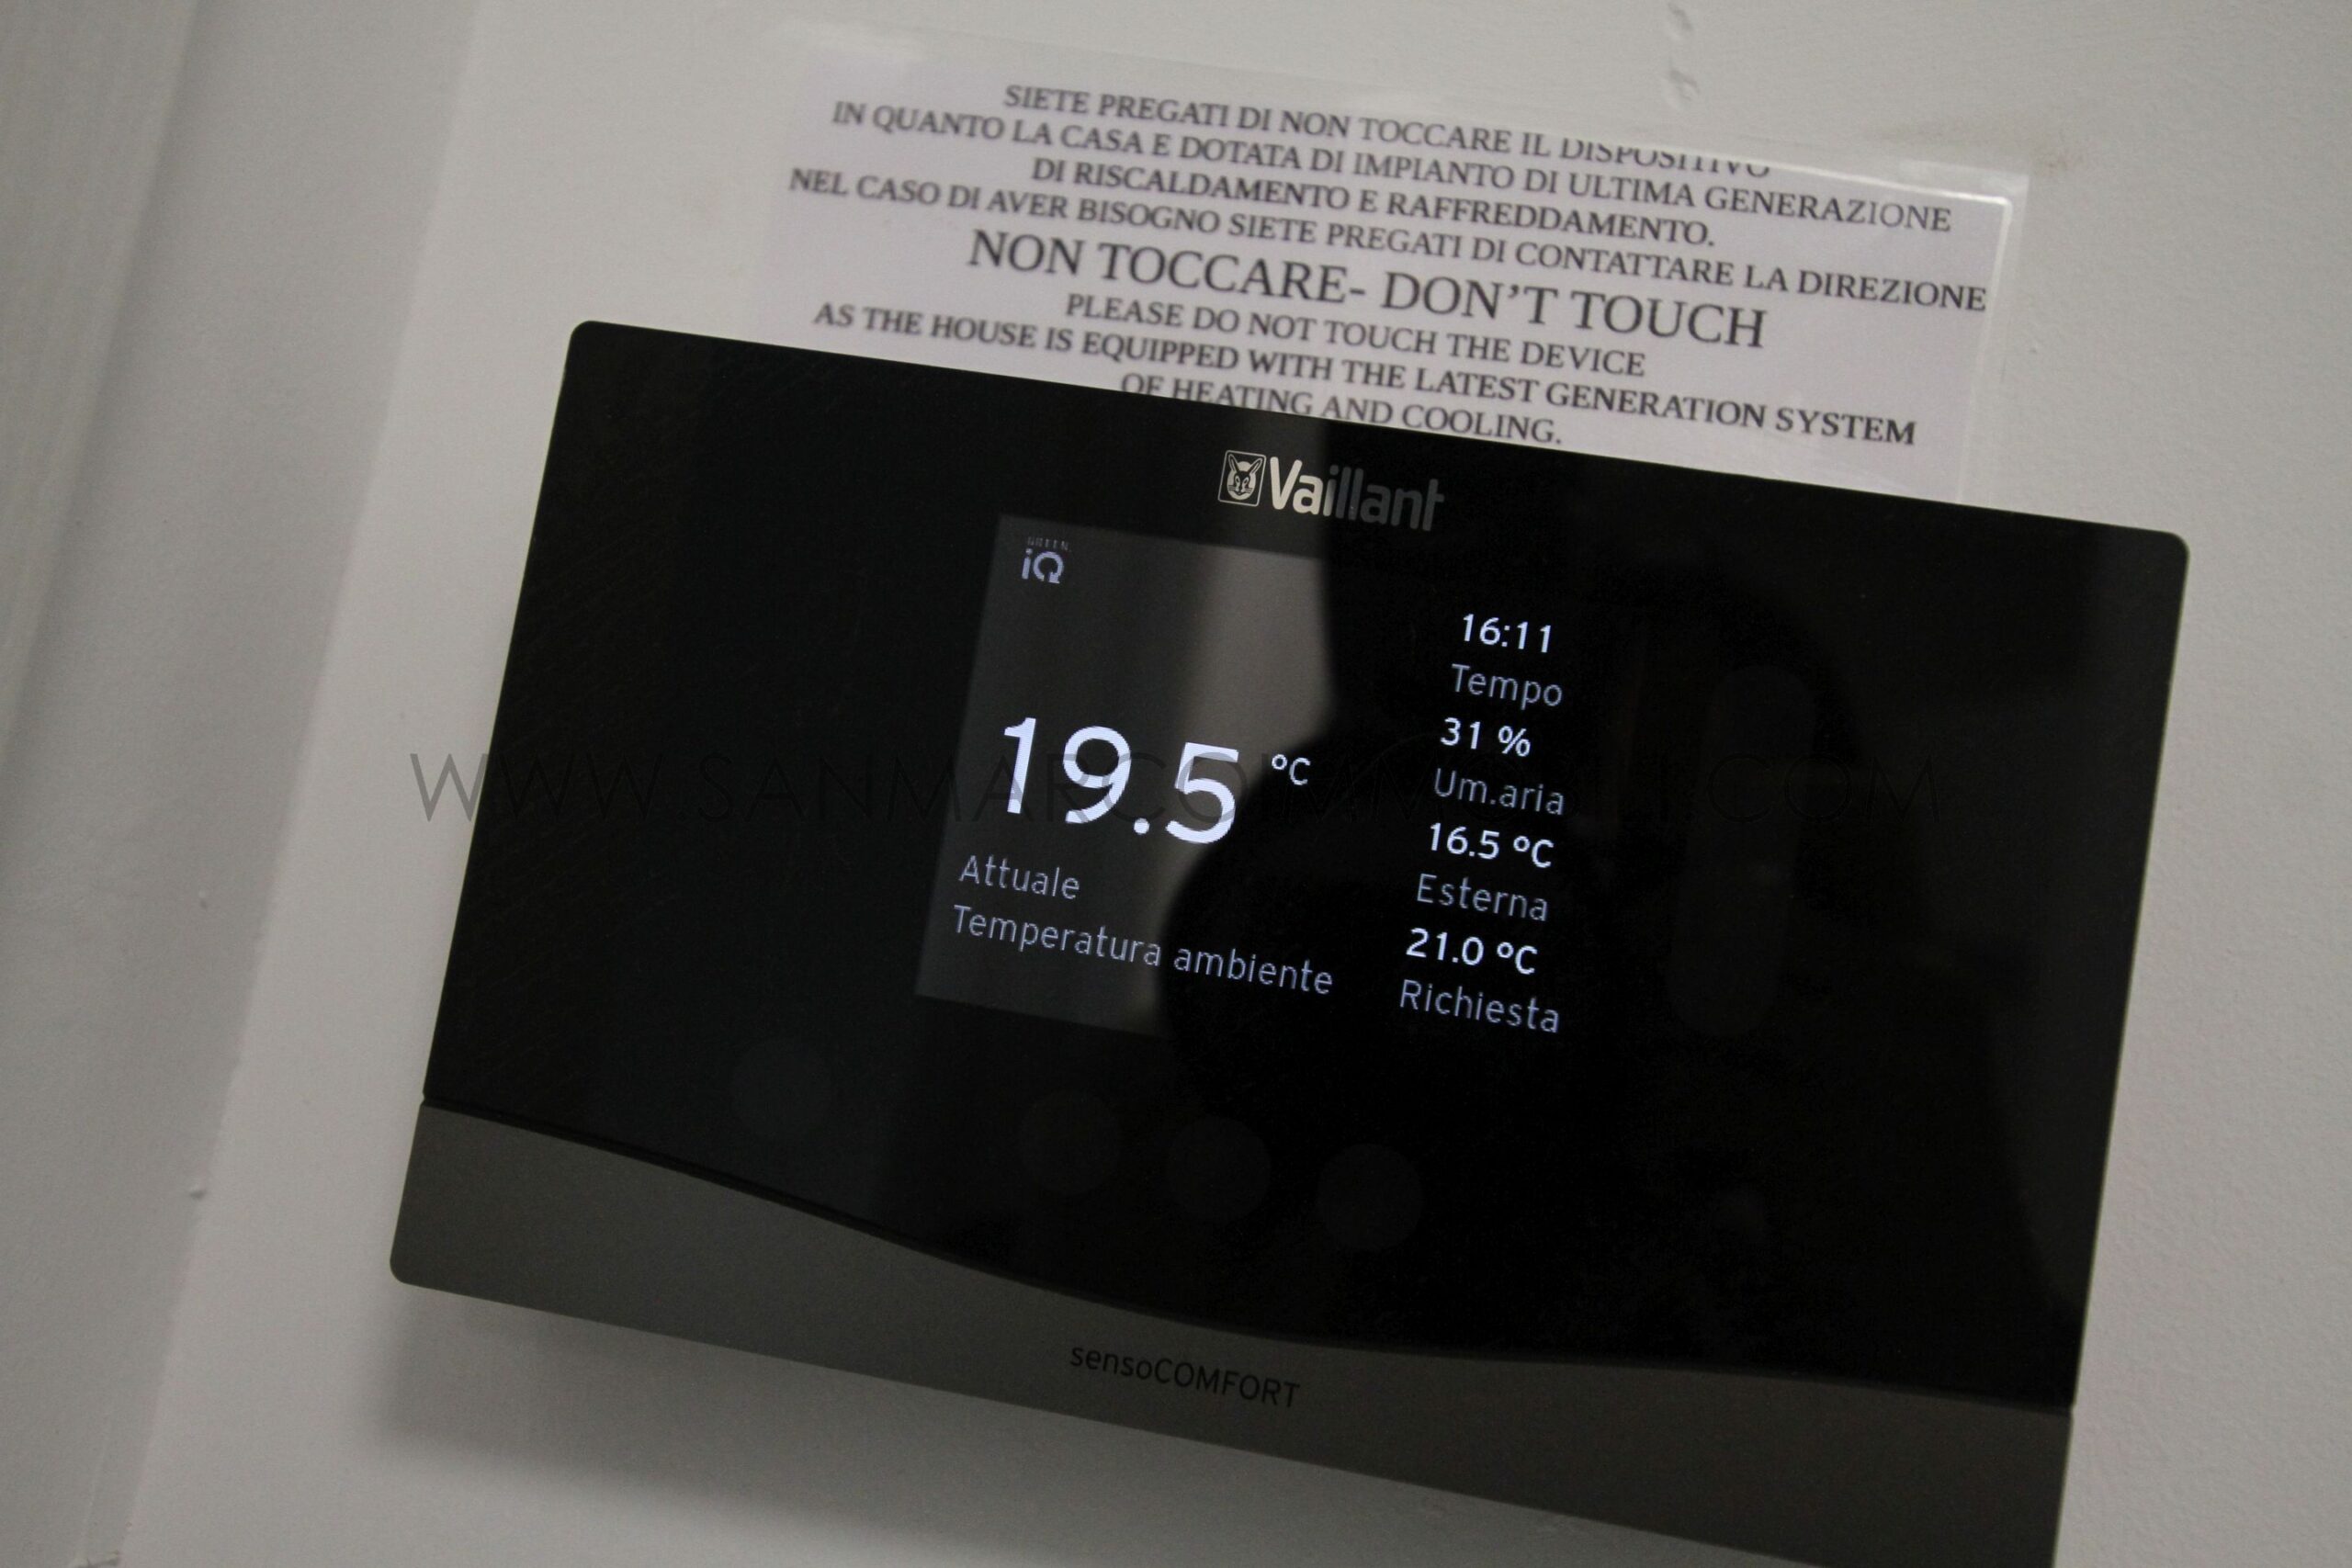 SIETE PREGATI DI NON TOCCARE IL DISPOSITIVO
IN QUANTO LA CASA E DOTATA DI IMPIANTO DI ULTIMA GENERAZIONE
DI RISCALDAMENTO E RAFFREDDAMENTO.
NEL CASO DI AVER BISOGNO SIETE PREGATI DI CONTATTARE LA DIREZIONE
NON TOCCARE- DON'T TOUCH
PLEASE DO NOT TOUCH THE DEVICE
AS THE HOUSE IS EQUIPPED WITH THE LATEST GENERATION SYSTEM
OF HEATING AND COOLING.
Vaillant
GREEN
iQ
19.5 °C
Attuale
Temperatura ambiente
16:11
Tempo
31 %
Um.aria
16.5 °C
Esterna
21.0 °C
Richiesta
sensoCOMFORT